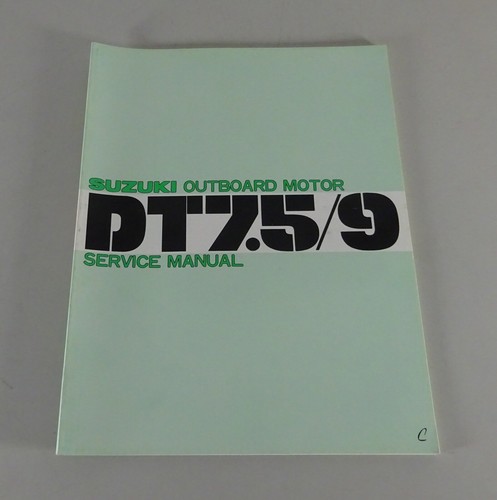 SUZUKI OUTBOARD MOTOR
DT7.5/9
SERVICE MANUAL
C